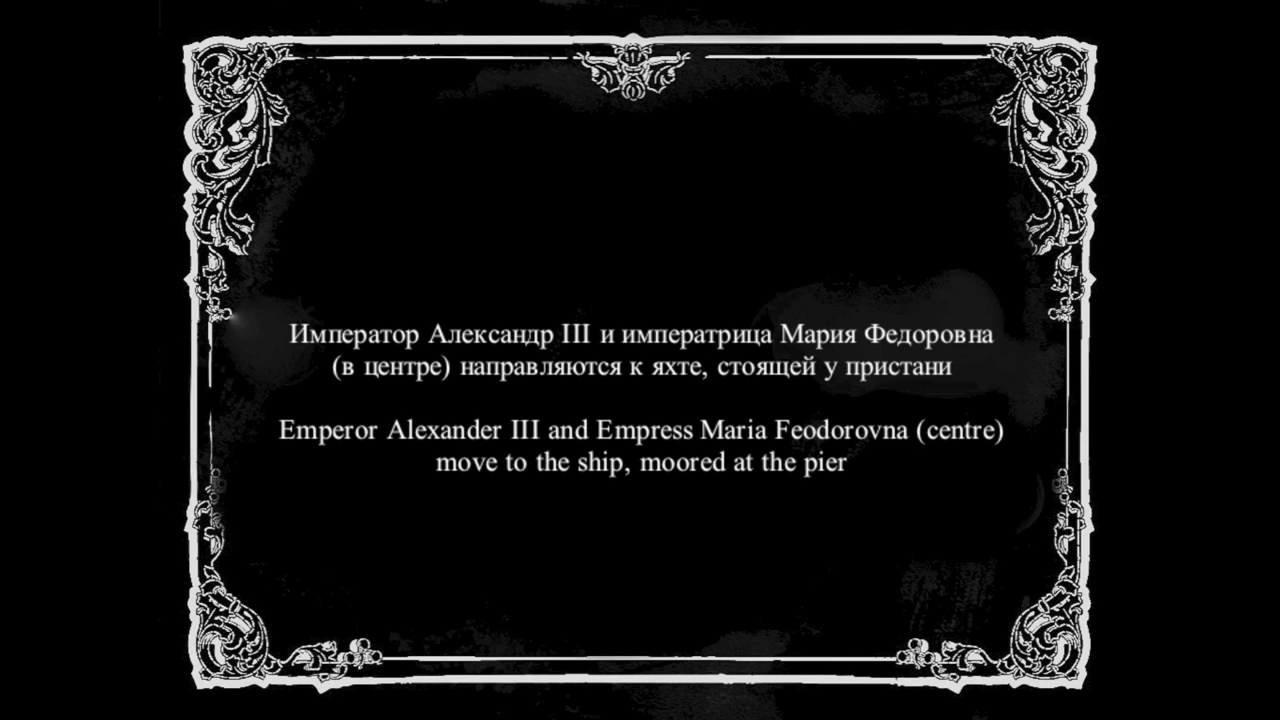 Император Александр III и императрица Мария Федоровна
(в центре) направляются к яхте, стоящей у пристани
Emperor Alexander III and Empress Maria Feodorovna (centre)
move to the ship, moored at the pier